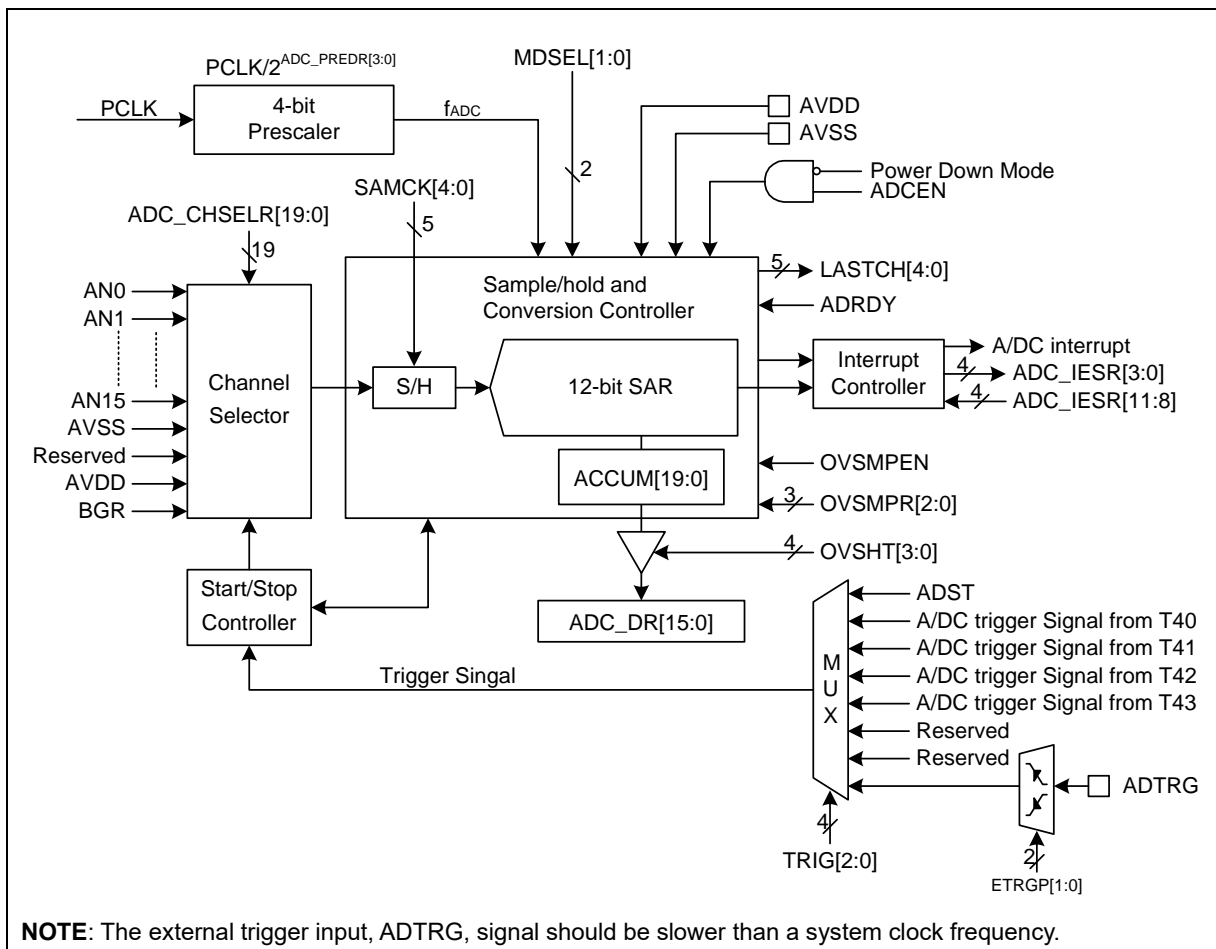 PCLK/2^ADC_PREDR[3:0]
MDSEL[1:0]
PCLK
4-bit
Prescaler
fADC
AVDD
AVSS
2
Power Down Mode
ADCEN
SAMCK[4:0]
5
ADC_CHSELR[19:0]
19
AN0
AN1
AN15
AVSS
Reserved
AVDD
BGR
Channel
Selector
Sample/hold and
Conversion Controller
S/H
12-bit SAR
ACCUM[19:0]
5
LASTCH[4:0]
ADRDY
Interrupt
Controller
A/DC interrupt
4
ADC_IESR[3:0]
4
ADC_IESR[11:8]
OVSMPEN
3
OVSMPR[2:0]
4
OVSHT[3:0]
Start/Stop
Controller
ADC_DR[15:0]
Trigger Singal
M
U
X
ADST
A/DC trigger Signal from T40
A/DC trigger Signal from T41
A/DC trigger Signal from T42
A/DC trigger Signal from T43
Reserved
Reserved
ADTRG
4
TRIG[2:0]
2
ETRGP[1:0]
NOTE: The external trigger input, ADTRG, signal should be slower than a system clock frequency.